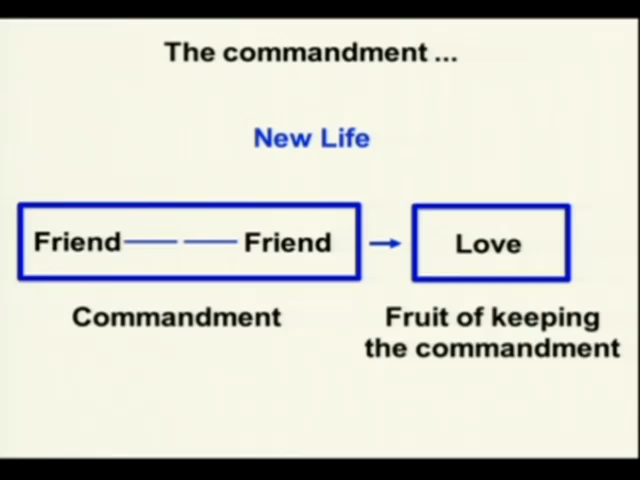 The commandment ...
New Life
Friend Friend
Love
Commandment
Fruit of keeping
the commandment